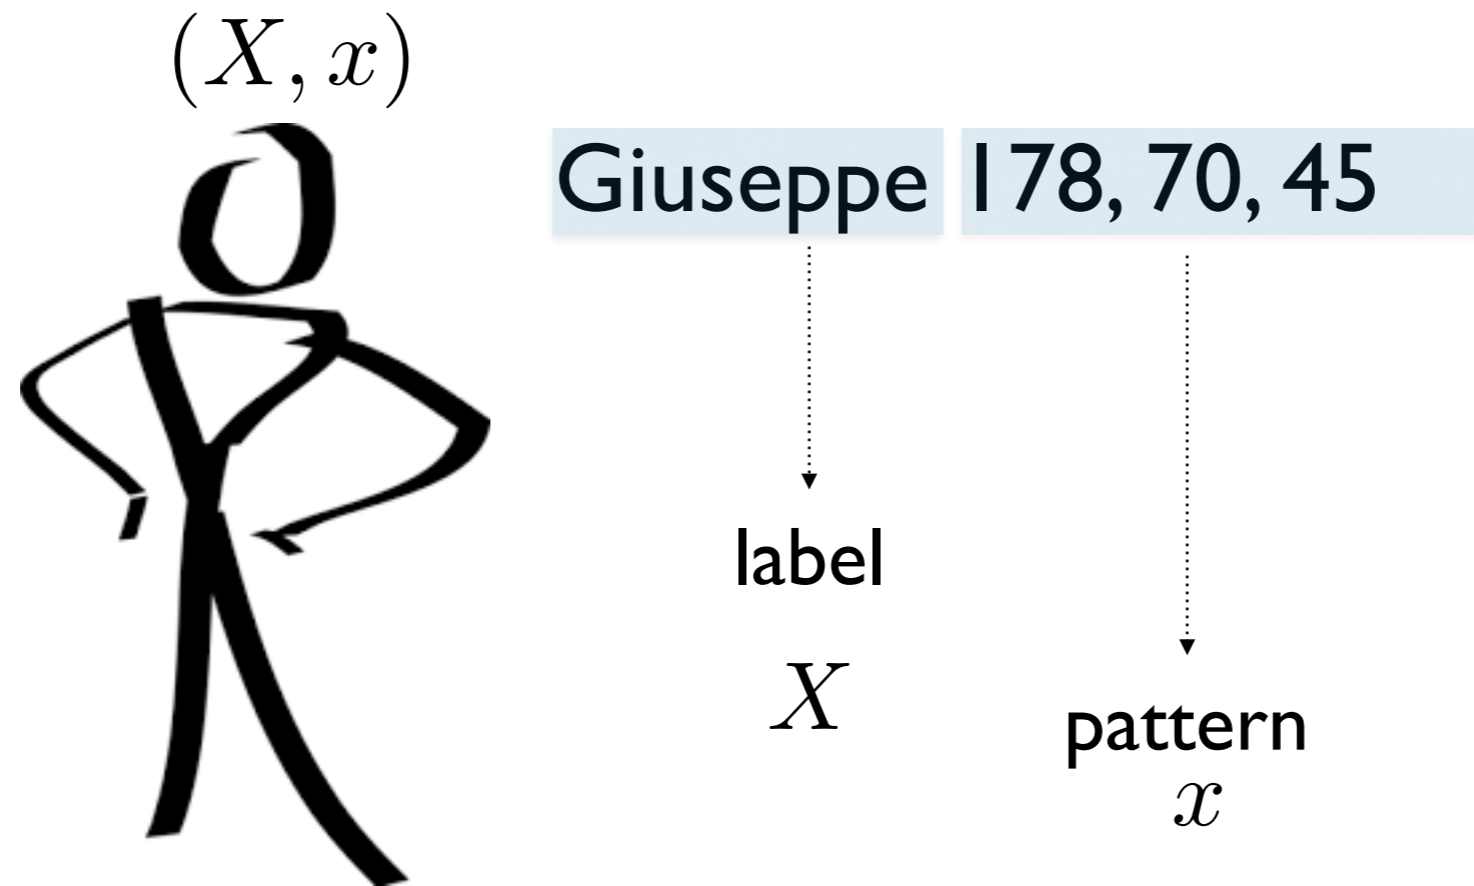 (X, x)
Giuseppe 178, 70, 45
label
X
pattern
x